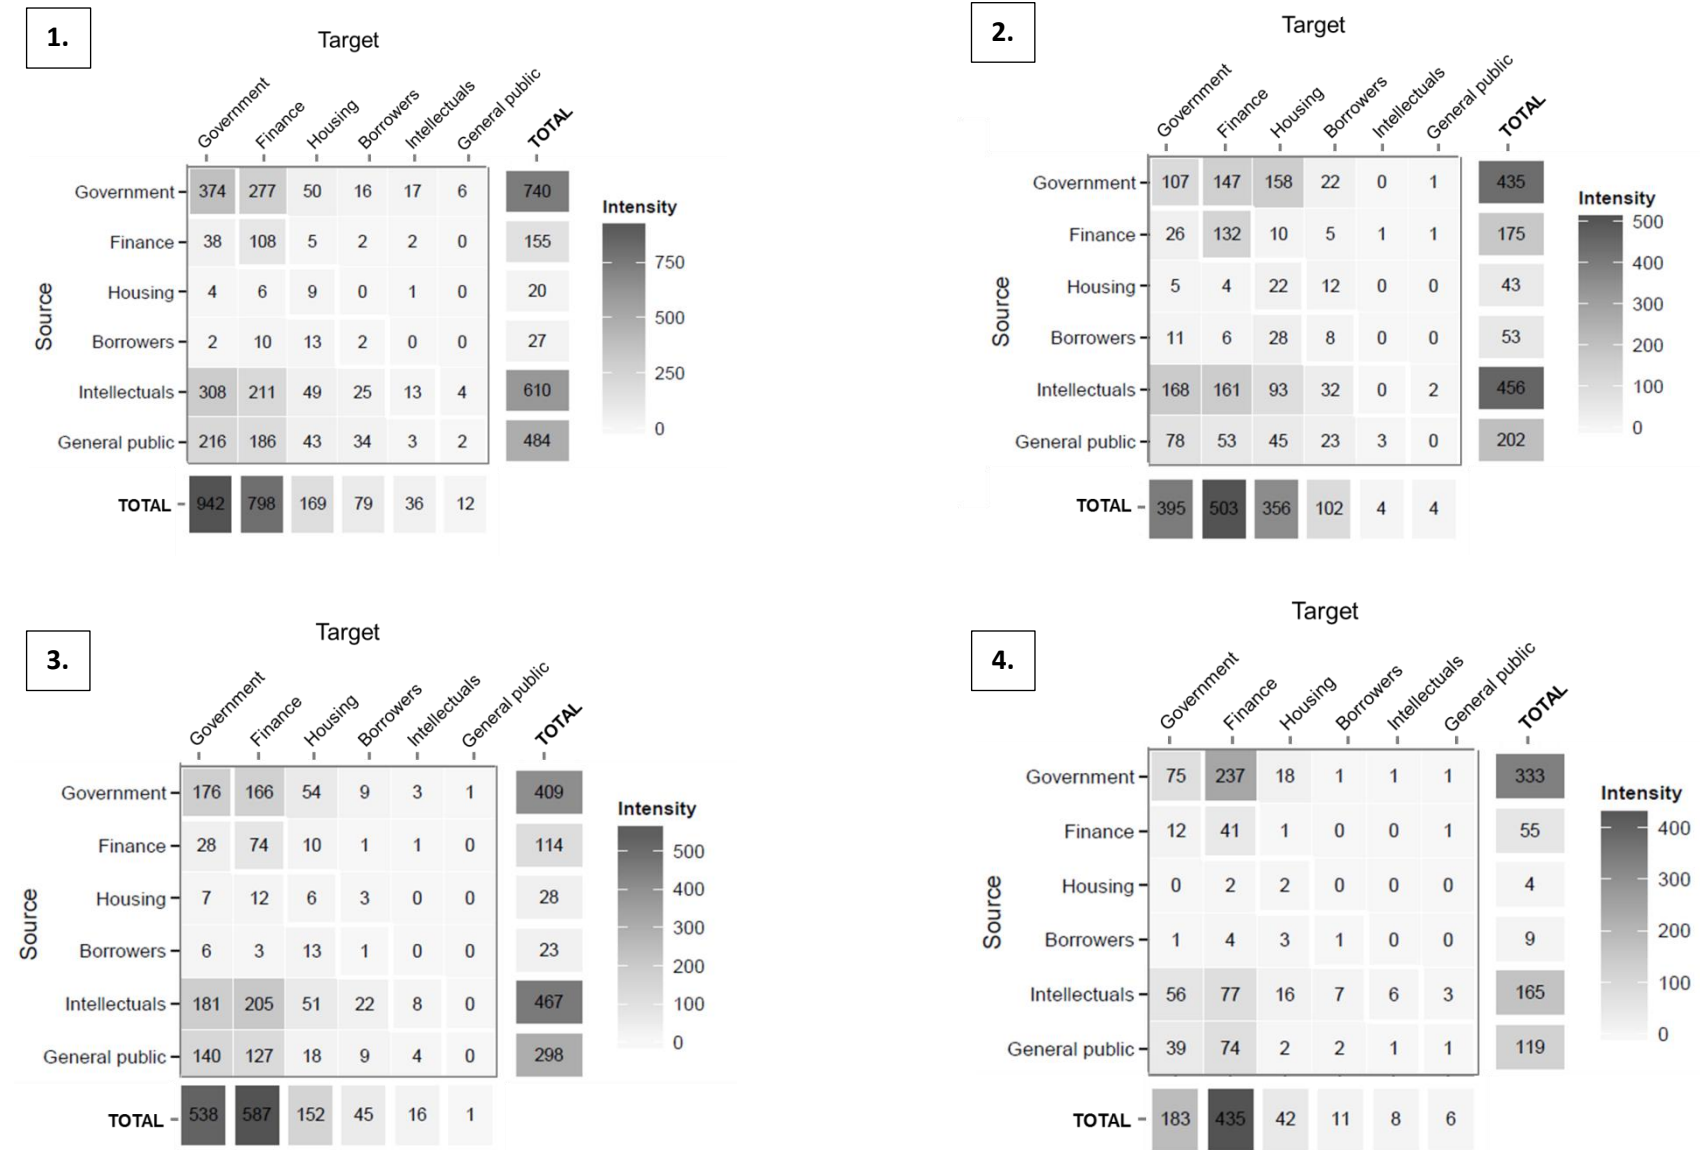 1.
Target
Government Finance Housing Borrowers Intellectuals General public TOTAL
Source
Government 374 277 50 16 17 6 740
Finance 38 108 5 2 2 0 155
Housing 4 6 9 0 1 0 20
Borrowers 2 10 13 2 0 0 27
Intellectuals 308 211 49 25 13 4 610
General public 216 186 43 34 3 2 484
TOTAL 942 798 169 79 36 12
Intensity
750
500
250
0
2.
Target
Government Finance Housing Borrowers Intellectuals General public TOTAL
Source
Government 107 147 158 22 0 1 435
Finance 26 132 10 5 1 1 175
Housing 5 4 22 12 0 0 43
Borrowers 11 6 28 8 0 0 53
Intellectuals 168 161 93 32 0 2 456
General public 78 53 45 23 3 0 202
TOTAL 395 503 356 102 4 4
Intensity
500
400
300
200
100
0
3.
Target
Government Finance Housing Borrowers Intellectuals General public TOTAL
Source
Government 176 166 54 9 3 1 409
Finance 28 74 10 1 1 0 114
Housing 7 12 6 3 0 0 28
Borrowers 6 3 13 1 0 0 23
Intellectuals 181 205 51 22 8 0 467
General public 140 127 18 9 4 0 298
TOTAL 538 587 152 45 16 1
Intensity
500
400
300
200
100
0
4.
Target
Government Finance Housing Borrowers Intellectuals General public TOTAL
Source
Government 75 237 18 1 1 1 333
Finance 12 41 1 0 0 1 55
Housing 0 2 2 0 0 0 4
Borrowers 1 4 3 1 0 0 9
Intellectuals 56 77 16 7 6 3 165
General public 39 74 2 2 1 1 119
TOTAL 183 435 42 11 8 6
Intensity
400
300
200
100
0